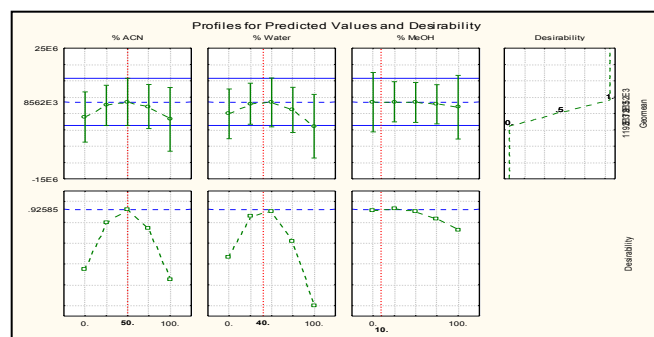 Profiles for Predicted Values and Desirability
% ACN
% Water
% MeOH
Desirability
25E6
8562E3
-15E6
1.
.5
0.
Geomean
.92585
Desirability
0.
50.
100.
0.
40.
100.
0.
10.
100.